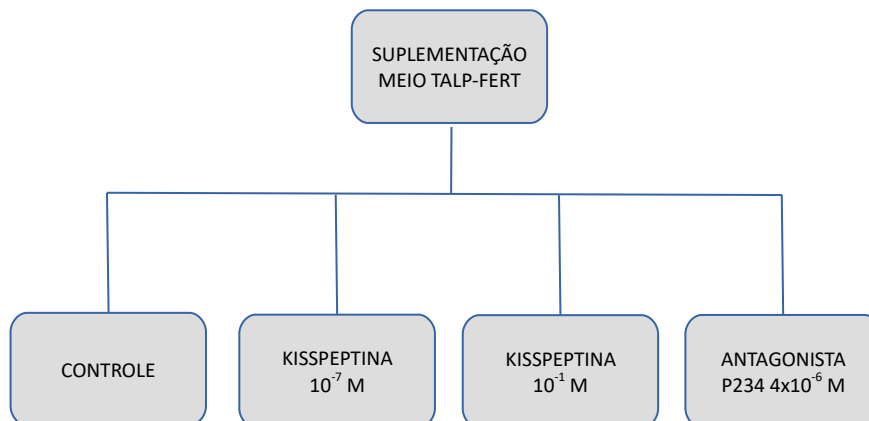 SUPLEMENTAÇÃO
MEIO TALP-FERT
CONTROLE
KISSPEPTINA
10⁻⁷ M
KISSPEPTINA
10⁻¹ M
ANTAGONISTA
P234 4x10⁻⁶ M